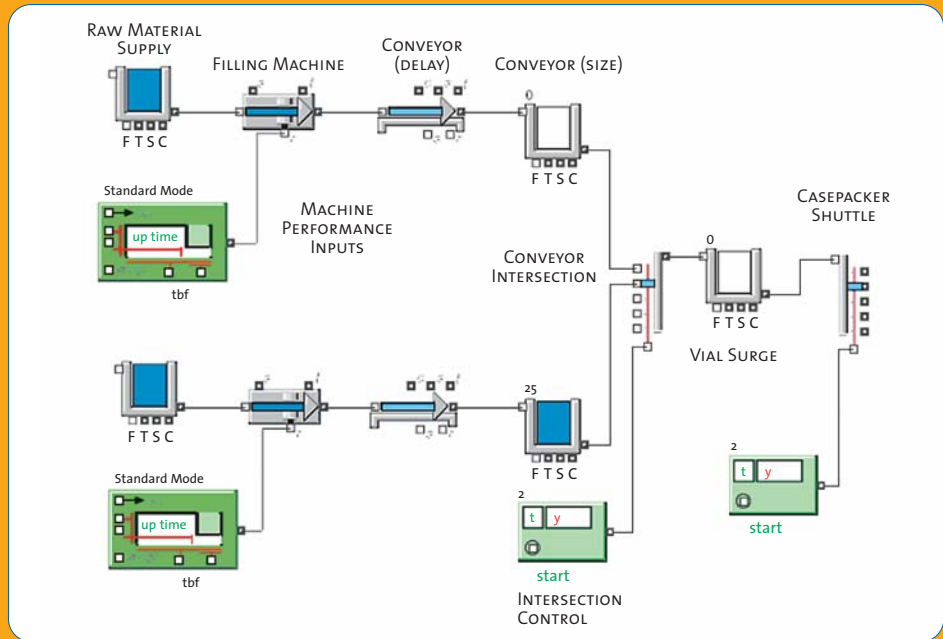 RAW MATERIAL
SUPPLY
FILLING MACHINE
CONVEYOR
(DELAY)
CONVEYOR (SIZE)
0
F T S C
F T S C
Standard Mode
up time
tbf
MACHINE
PERFORMANCE
INPUTS
CONVEYOR
INTERSECTION
CASEPACKER
SHUTTLE
0
F T S C
VIAL SURGE
F T S C
25
F T S C
Standard Mode
up time
tbf
2
t y
start
INTERSECTION
CONTROL
2
t y
start